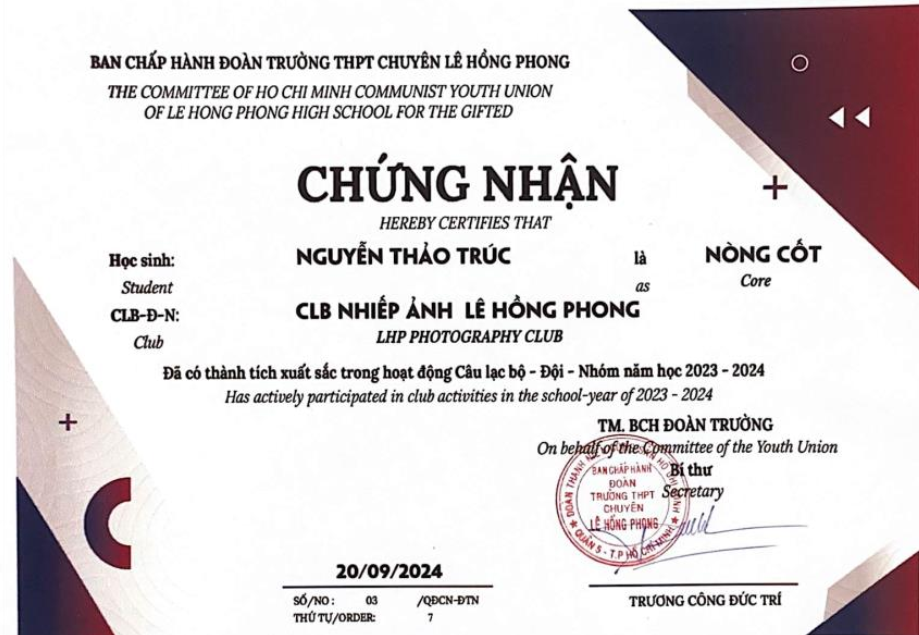 BAN CHẤP HÀNH ĐOÀN TRƯỜNG THPT CHUYÊN LÊ HỒNG PHONG
THE COMMITTEE OF HO CHI MINH COMMUNIST YOUTH UNION
OF LE HONG PHONG HIGH SCHOOL FOR THE GIFTED
CHỨNG NHẬN
HEREBY CERTIFIES THAT
Học sinh: NGUYỄN THẢO TRÚC là NÒNG CỐT
Student as Core
CLB-Đ-N: CLB NHIẾP ẢNH LÊ HỒNG PHONG
Club LHP PHOTOGRAPHY CLUB
Đã có thành tích xuất sắc trong hoạt động Câu lạc bộ - Đội - Nhóm năm học 2023 - 2024
Has actively participated in club activities in the school-year of 2023 - 2024
TM. BCH ĐOÀN TRƯỜNG
On behalf of the Committee of the Youth Union
Bí thư
Secretary
BAN CHẤP HÀNH
ĐOÀN
TRƯỜNG THPT
CHUYÊN
LÊ HỒNG PHONG
QUẬN 5 - T.P HỒ CHÍ MINH
20/09/2024
SỐ/NO: 03 /QĐCN-ĐTN
THỨ TỰ/ORDER: 7
TRƯƠNG CÔNG ĐỨC TRÍ